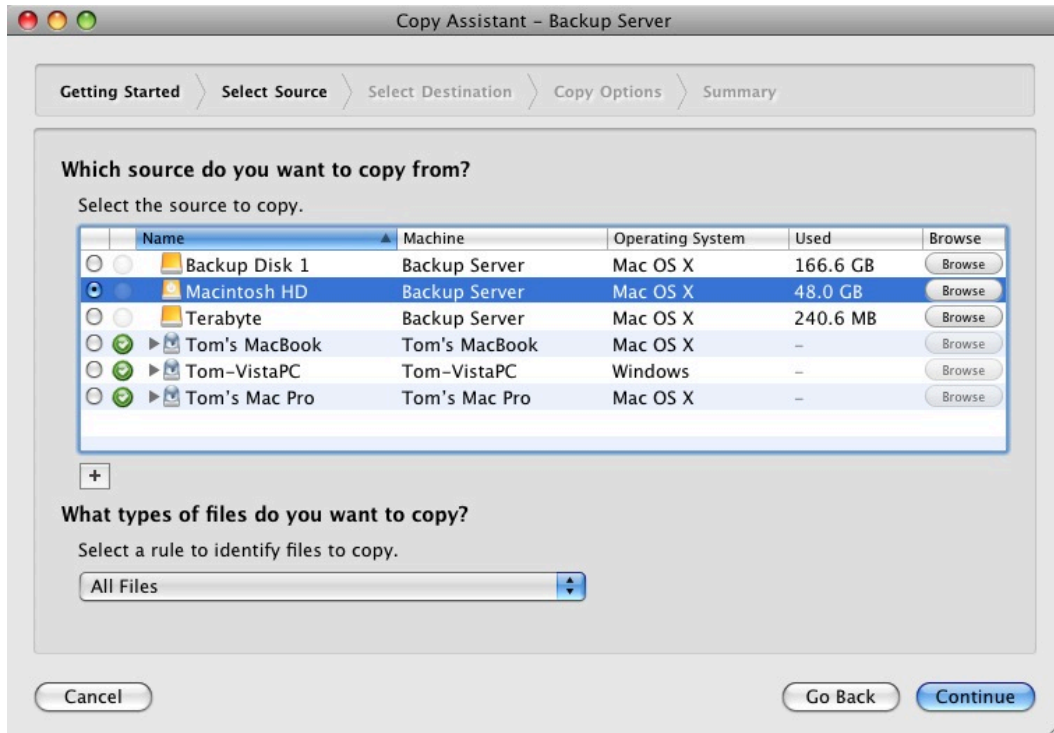 Copy Assistant – Backup Server
Getting Started Select Source Select Destination Copy Options Summary
Which source do you want to copy from?
Select the source to copy.
Name Machine Operating System Used Browse
Backup Disk 1 Backup Server Mac OS X 166.6 GB Browse
Macintosh HD Backup Server Mac OS X 48.0 GB Browse
Terabyte Backup Server Mac OS X 240.6 MB Browse
Tom's MacBook Tom's MacBook Mac OS X – Browse
Tom-VistaPC Tom-VistaPC Windows – Browse
Tom's Mac Pro Tom's Mac Pro Mac OS X – Browse
+
What types of files do you want to copy?
Select a rule to identify files to copy.
All Files
Cancel Go Back Continue